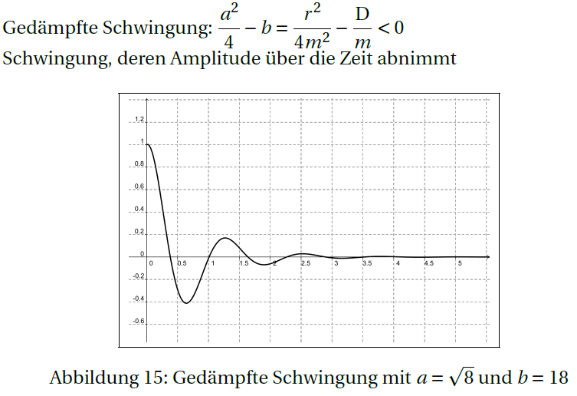 Gedämpfte Schwingung: a²/4 − b = r²/4m² − D/m < 0
Schwingung, deren Amplitude über die Zeit abnimmt
1.2
1
0.8
0.6
0.4
0.2
0
-0.2
-0.4
-0.6
0 0.5 1 1.5 2 2.5 3 3.5 4 4.5 5
Abbildung 15: Gedämpfte Schwingung mit a = √8 und b = 18